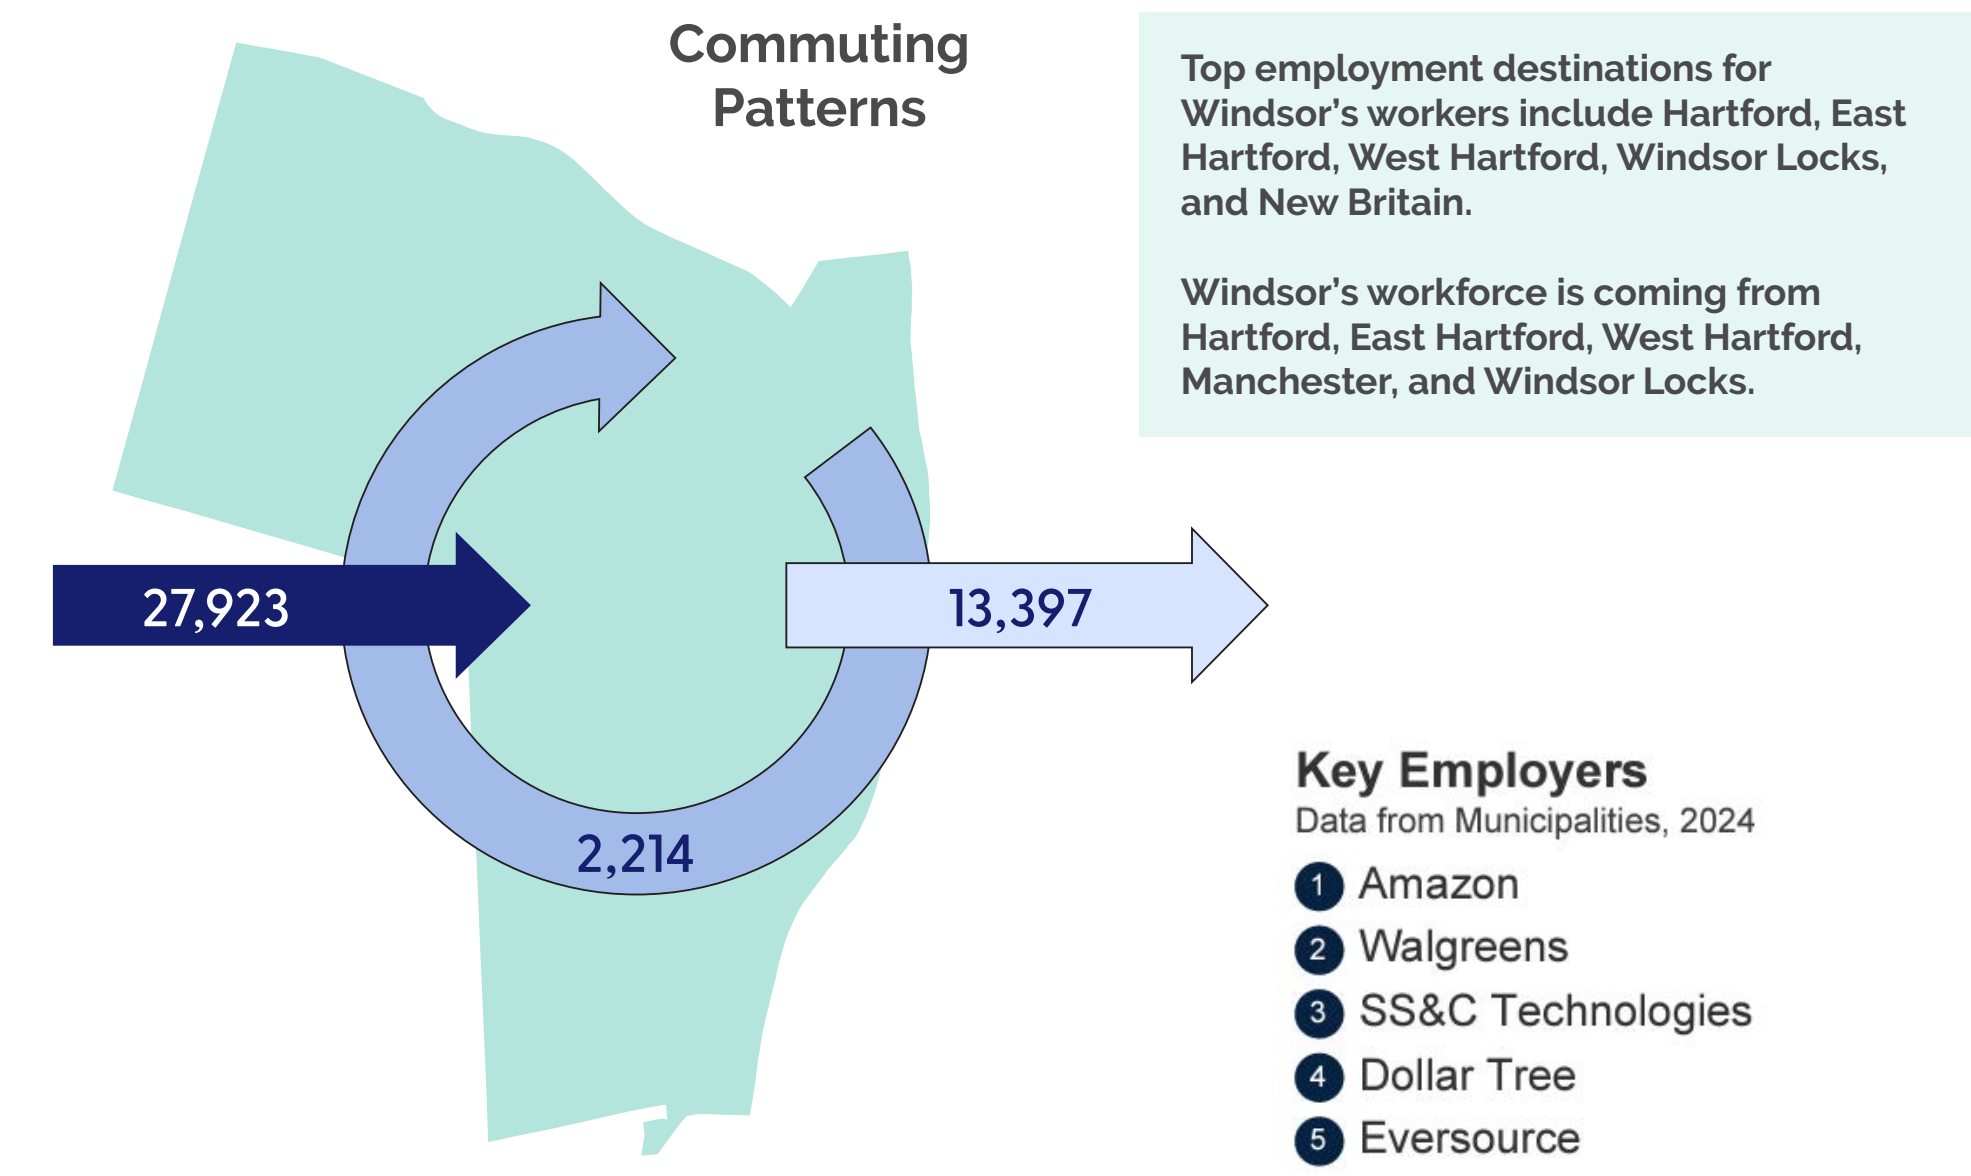 Commuting
Patterns
Top employment destinations for
Windsor’s workers include Hartford, East
Hartford, West Hartford, Windsor Locks,
and New Britain.
Windsor’s workforce is coming from
Hartford, East Hartford, West Hartford,
Manchester, and Windsor Locks.
27,923
13,397
2,214
Key Employers
Data from Municipalities, 2024
1 Amazon
2 Walgreens
3 SS&C Technologies
4 Dollar Tree
5 Eversource